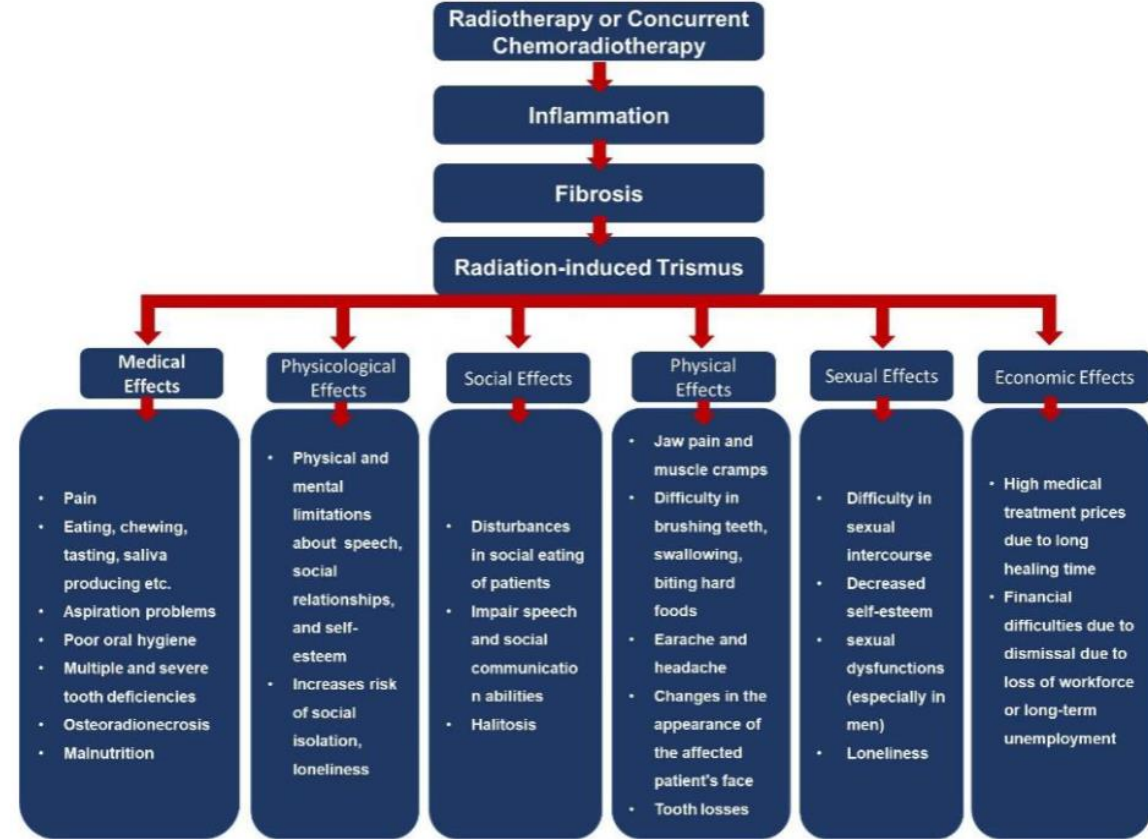 Radiotherapy or Concurrent
Chemoradiotherapy
Inflammation
Fibrosis
Radiation-induced Trismus
Medical
Effects
• Pain
• Eating, chewing,
tasting, saliva
producing etc.
• Aspiration problems
• Poor oral hygiene
• Multiple and severe
tooth deficiencies
• Osteoradionecrosis
• Malnutrition
Physicological
Effects
• Physical and
mental
limitations
about speech,
social
relationships,
and self-
esteem
• Increases risk
of social
isolation,
loneliness
Social Effects
• Disturbances
in social eating
of patients
• Impair speech
and social
communicatio
n abilities
• Halitosis
Physical
Effects
• Jaw pain and
muscle cramps
• Difficulty in
brushing teeth,
swallowing,
biting hard
foods
• Earache and
headache
• Changes in the
appearance of
the affected
patient's face
• Tooth losses
Sexual Effects
• Difficulty in
sexual
intercourse
• Decreased
self-esteem
• sexual
dysfunctions
(especially in
men)
• Loneliness
Economic Effects
• High medical
treatment prices
due to long
healing time
• Financial
difficulties due to
dismissal due to
loss of workforce
or long-term
unemployment